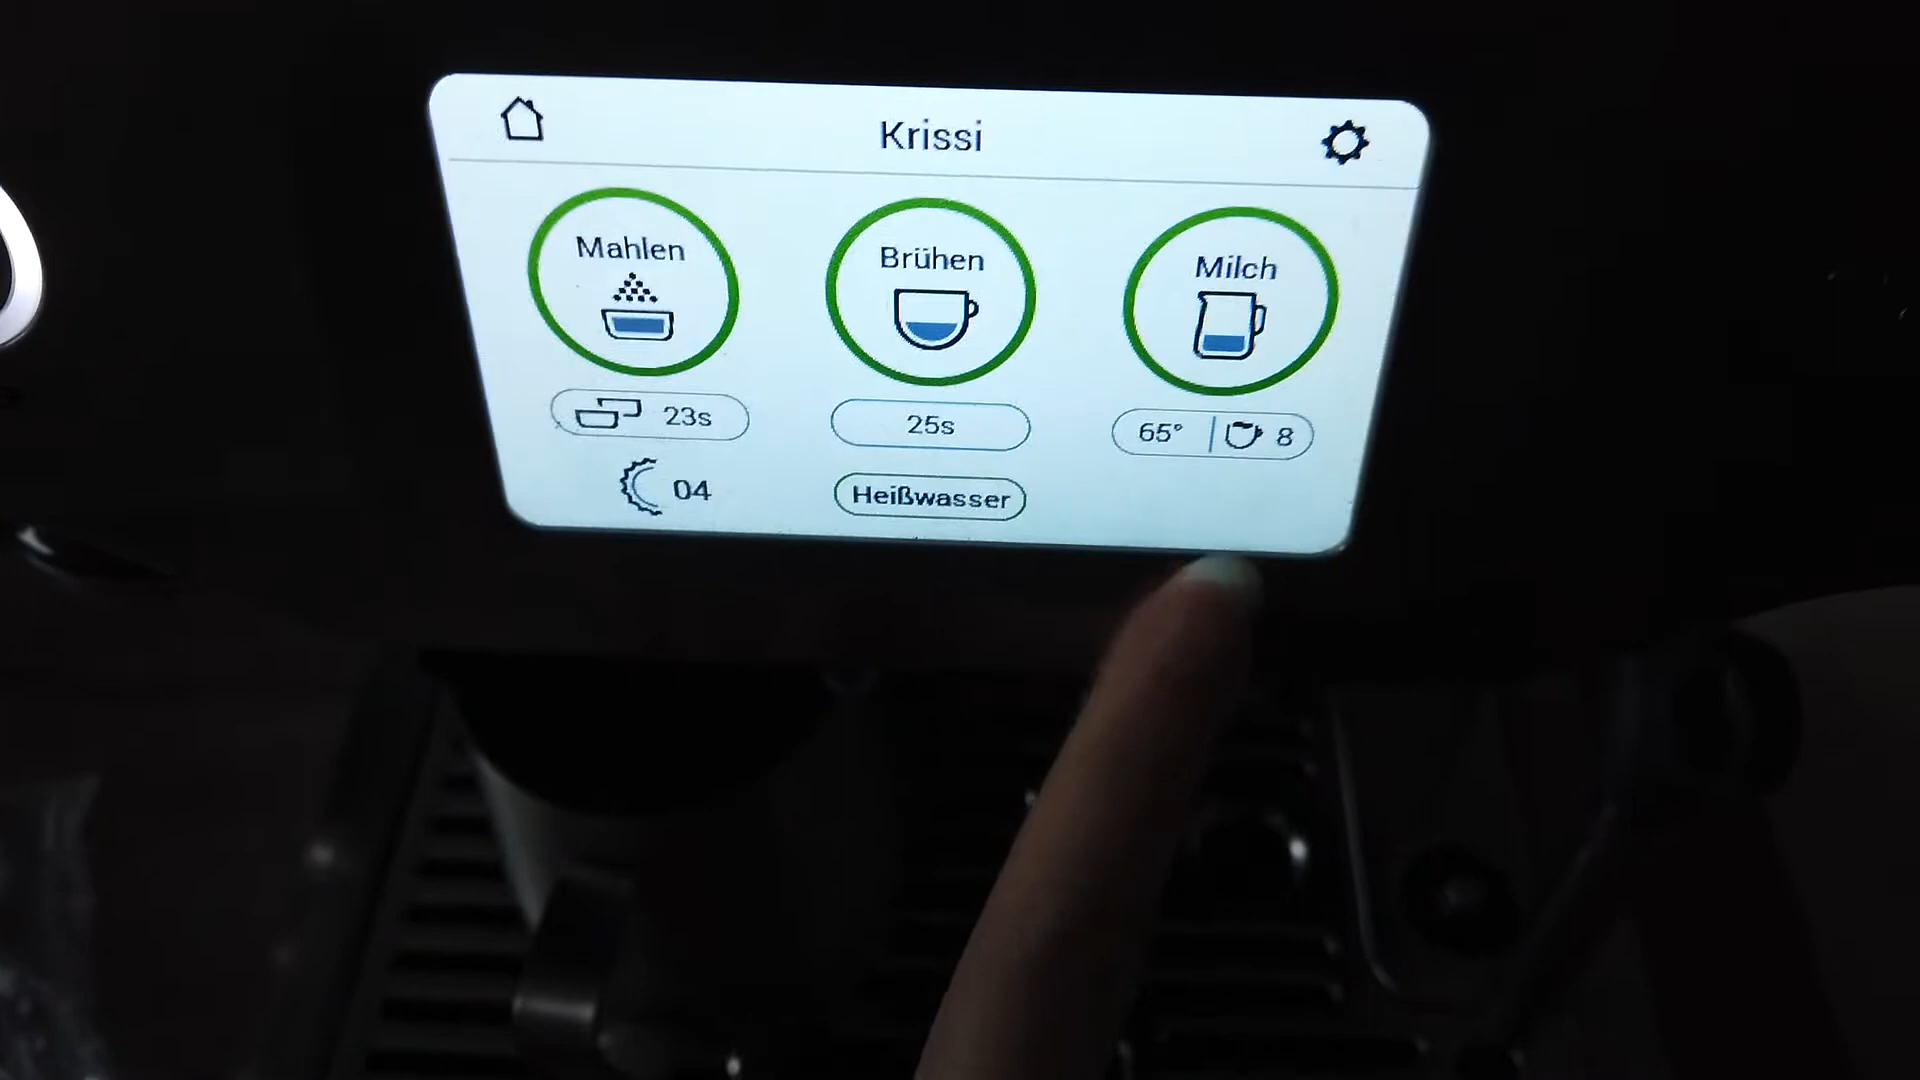 Krissi
Mahlen
Brühen
Milch
23s
25s
65° 8
04
Heißwasser